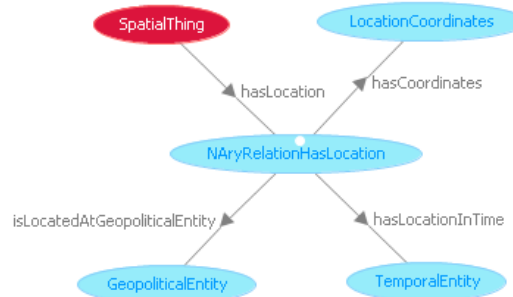 SpatialThing
LocationCoordinates
hasLocation
hasCoordinates
NAryRelationHasLocation
isLocatedAtGeopoliticalEntity
hasLocationInTime
GeopoliticalEntity
TemporalEntity